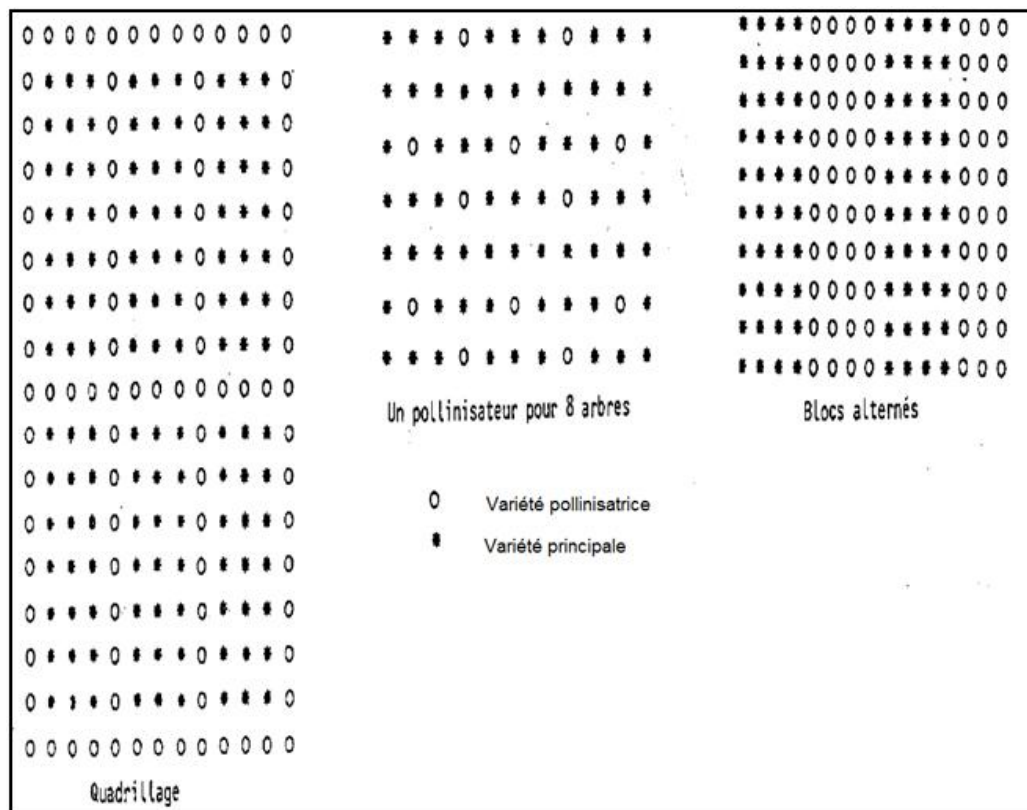 Un pollinisateur pour 8 arbres
Blocs alternés
Variété pollinisatrice
Variété principale
Quadrillage